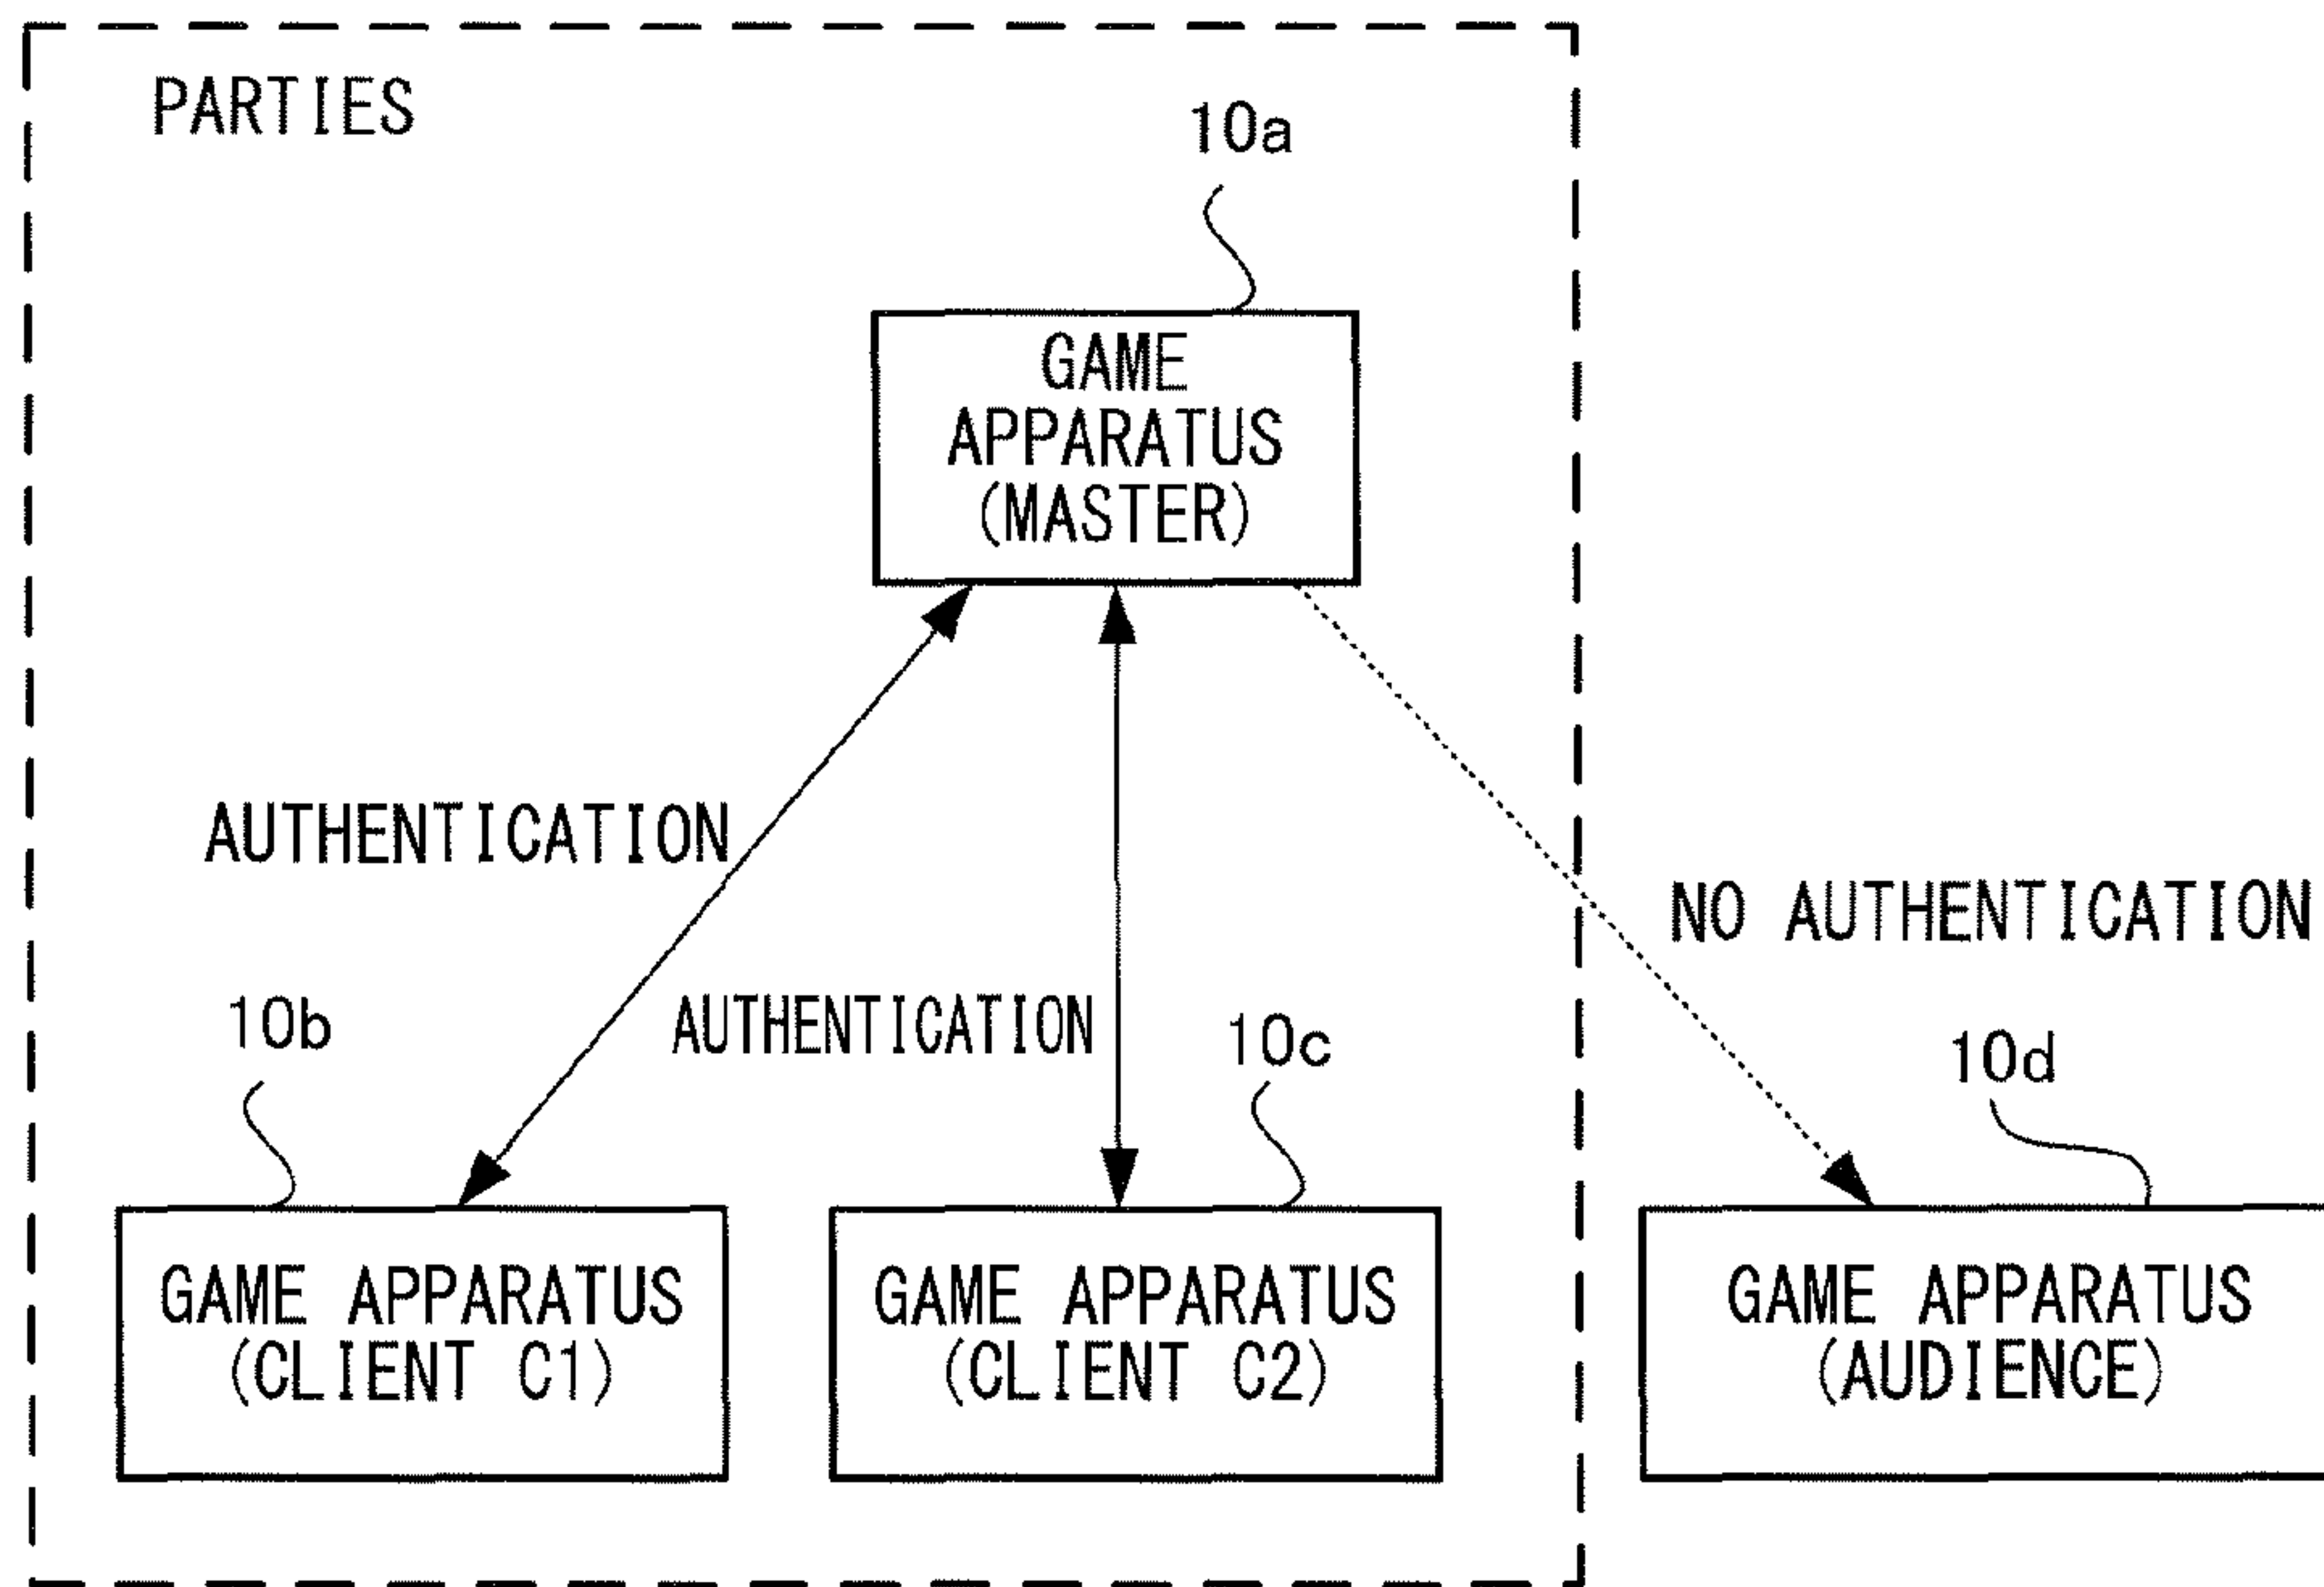 PARTIES
10a
GAME
APPARATUS
(MASTER)
AUTHENTICATION
NO AUTHENTICATION
10b
AUTHENTICATION
10c
10d
GAME APPARATUS
(CLIENT C1)
GAME APPARATUS
(CLIENT C2)
GAME APPARATUS
(AUDIENCE)